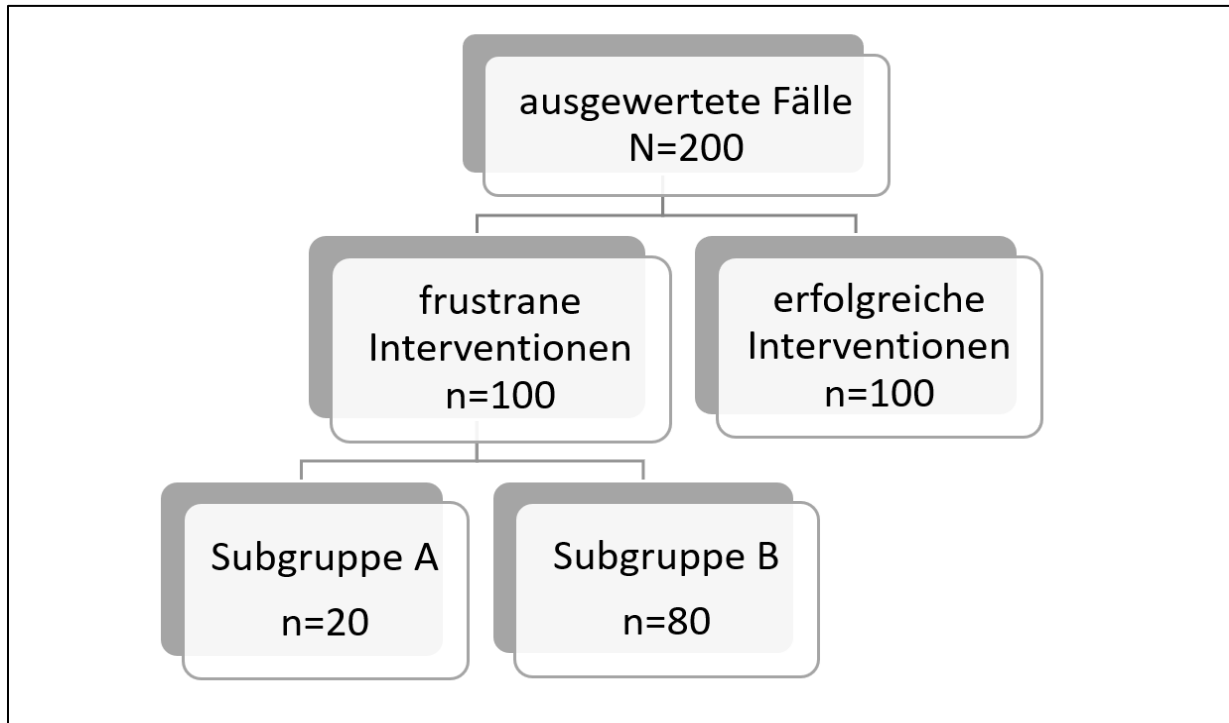 ausgewertete Fälle
N=200
frustrane
Interventionen
n=100
erfolgreiche
Interventionen
n=100
Subgruppe A
n=20
Subgruppe B
n=80